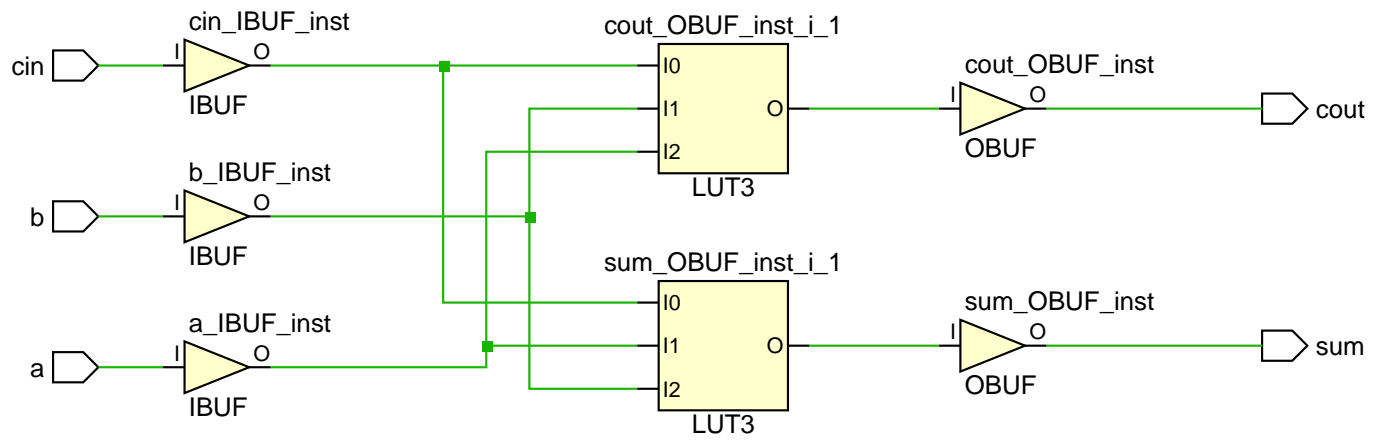 cin_IBUF_inst
cin
I
O
IBUF
b_IBUF_inst
b
I
O
IBUF
a_IBUF_inst
a
I
O
IBUF
cout_OBUF_inst_i_1
I0
I1
I2
O
LUT3
sum_OBUF_inst_i_1
I0
I1
I2
O
LUT3
cout_OBUF_inst
I
O
OBUF
cout
sum_OBUF_inst
I
O
OBUF
sum